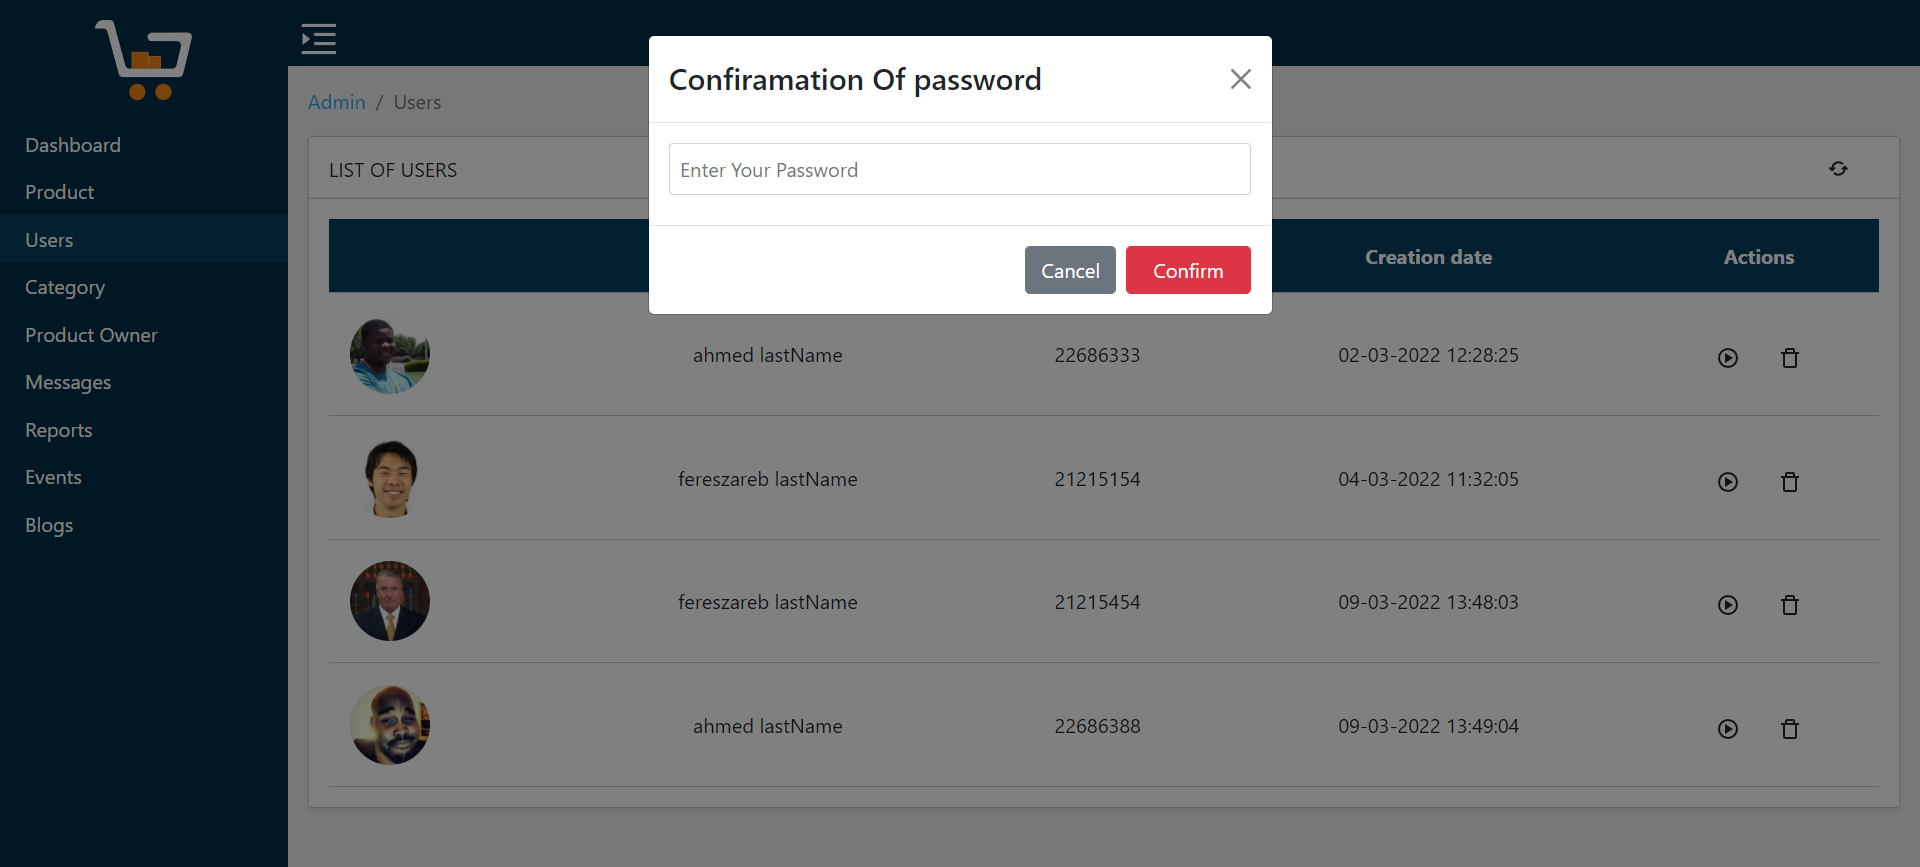 Confiramation Of password
Enter Your Password
Cancel
Confirm
Dashboard
Product
Users
Category
Product Owner
Messages
Reports
Events
Blogs
Admin / Users
LIST OF USERS
Creation date Actions
ahmed lastName 22686333 02-03-2022 12:28:25
fereszareb lastName 21215154 04-03-2022 11:32:05
fereszareb lastName 21215454 09-03-2022 13:48:03
ahmed lastName 22686388 09-03-2022 13:49:04